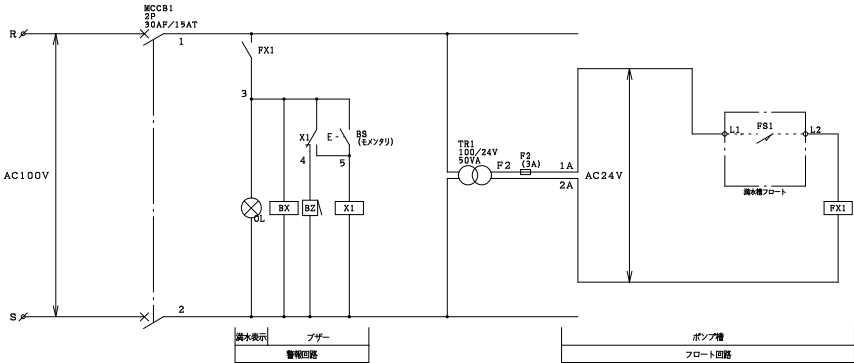 MCCB1
2P
30AF/15AT
R
1
FX1
3
X1
E-
BS
(モメンタリ)
4
5
TR1
100/24V
50VA
F2
F2
(3A)
1A
2A
AC100V
AC24V
L1
FS1
L2
満水槽フロート
OL
BX
BZ
X1
FX1
S
2
満水表示
ブザー
警報回路
ポンプ槽
フロート回路